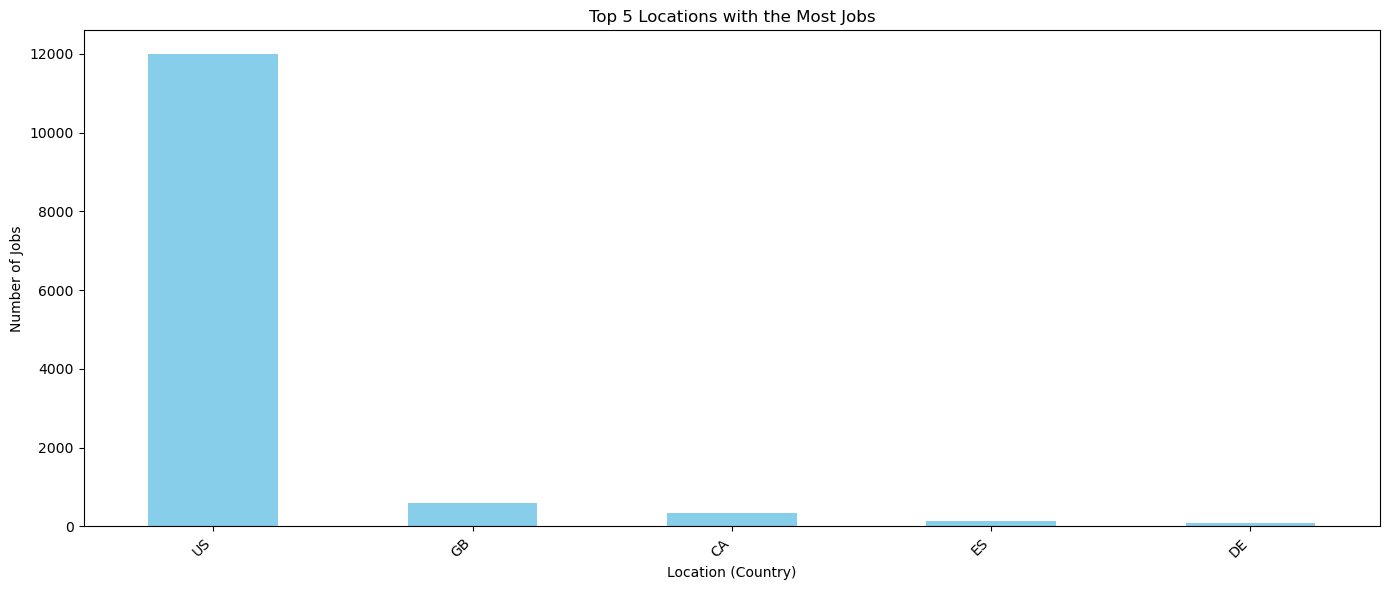 Top 5 Locations with the Most Jobs
12000
10000
8000
6000
4000
2000
0
Number of Jobs
US
GB
CA
ES
DE
Location (Country)